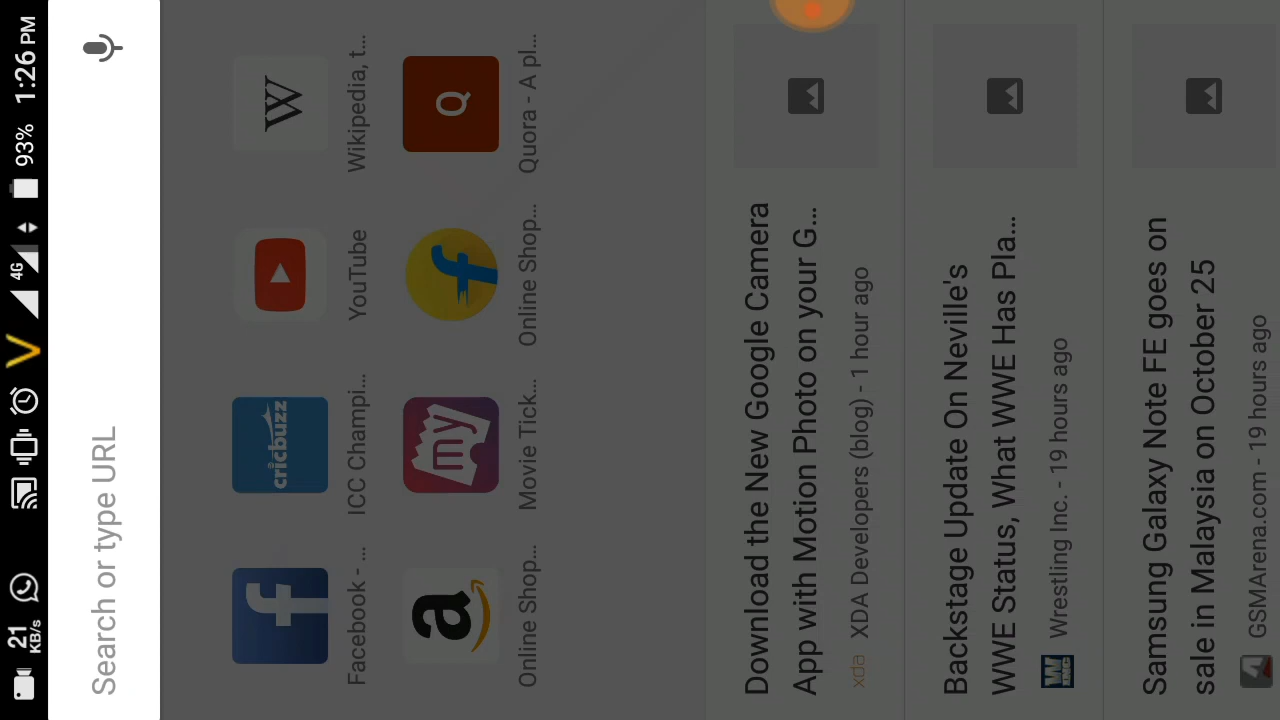 21
KB/s
4G
93%
1:26 PM
Search or type URL
f
Facebook - ...
cricbuzz
ICC Champi...
YouTube
W
Wikipedia, t...
a
Online Shop...
my
Movie Tick...
f
Online Shop...
Q
Quora - A pl...
Download the New Google Camera
App with Motion Photo on your G...
xda XDA Developers (blog) - 1 hour ago
Backstage Update On Neville's
WWE Status, What WWE Has Pla...
Wrestling Inc. - 19 hours ago
Samsung Galaxy Note FE goes on
sale in Malaysia on October 25
GSMArena.com - 19 hours ago